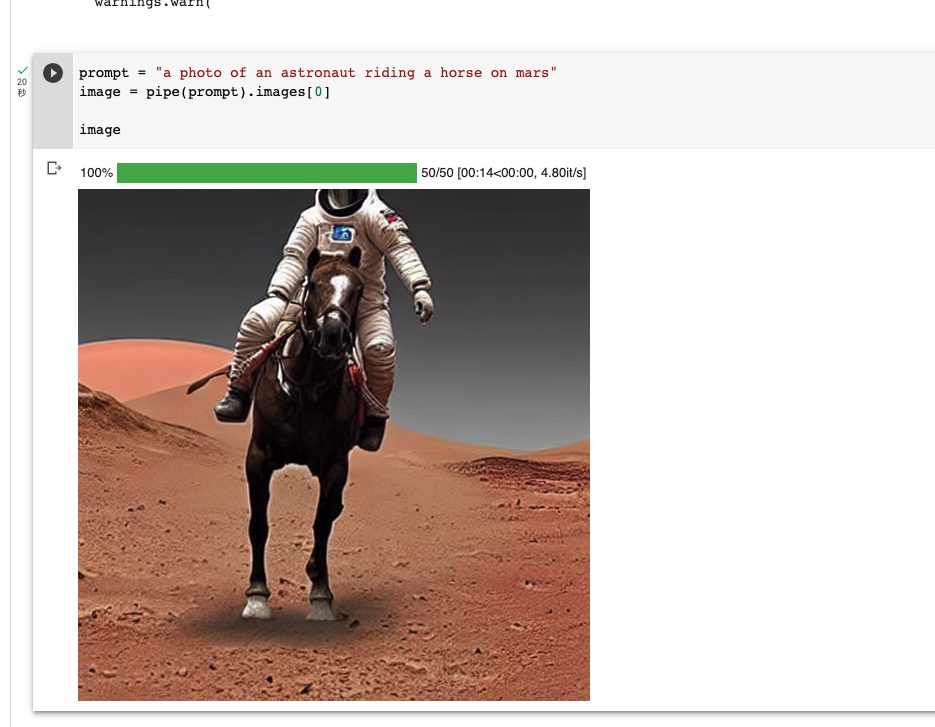 warnings.warn(
prompt = "a photo of an astronaut riding a horse on mars"
image = pipe(prompt).images[0]
20
秒
image
100% 50/50 [00:14<00:00, 4.80it/s]